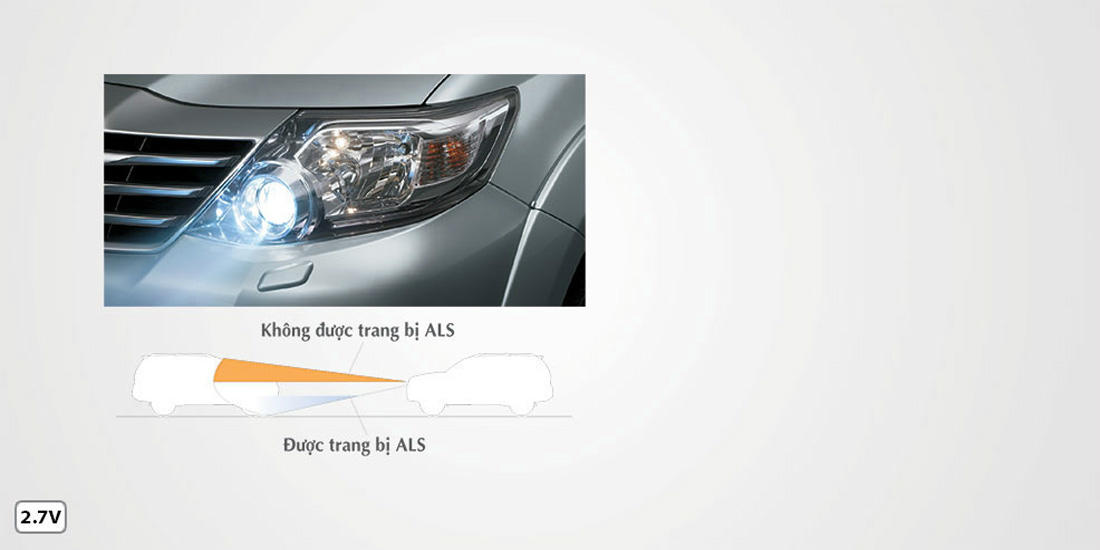 Không được trang bị ALS
Được trang bị ALS
2.7V